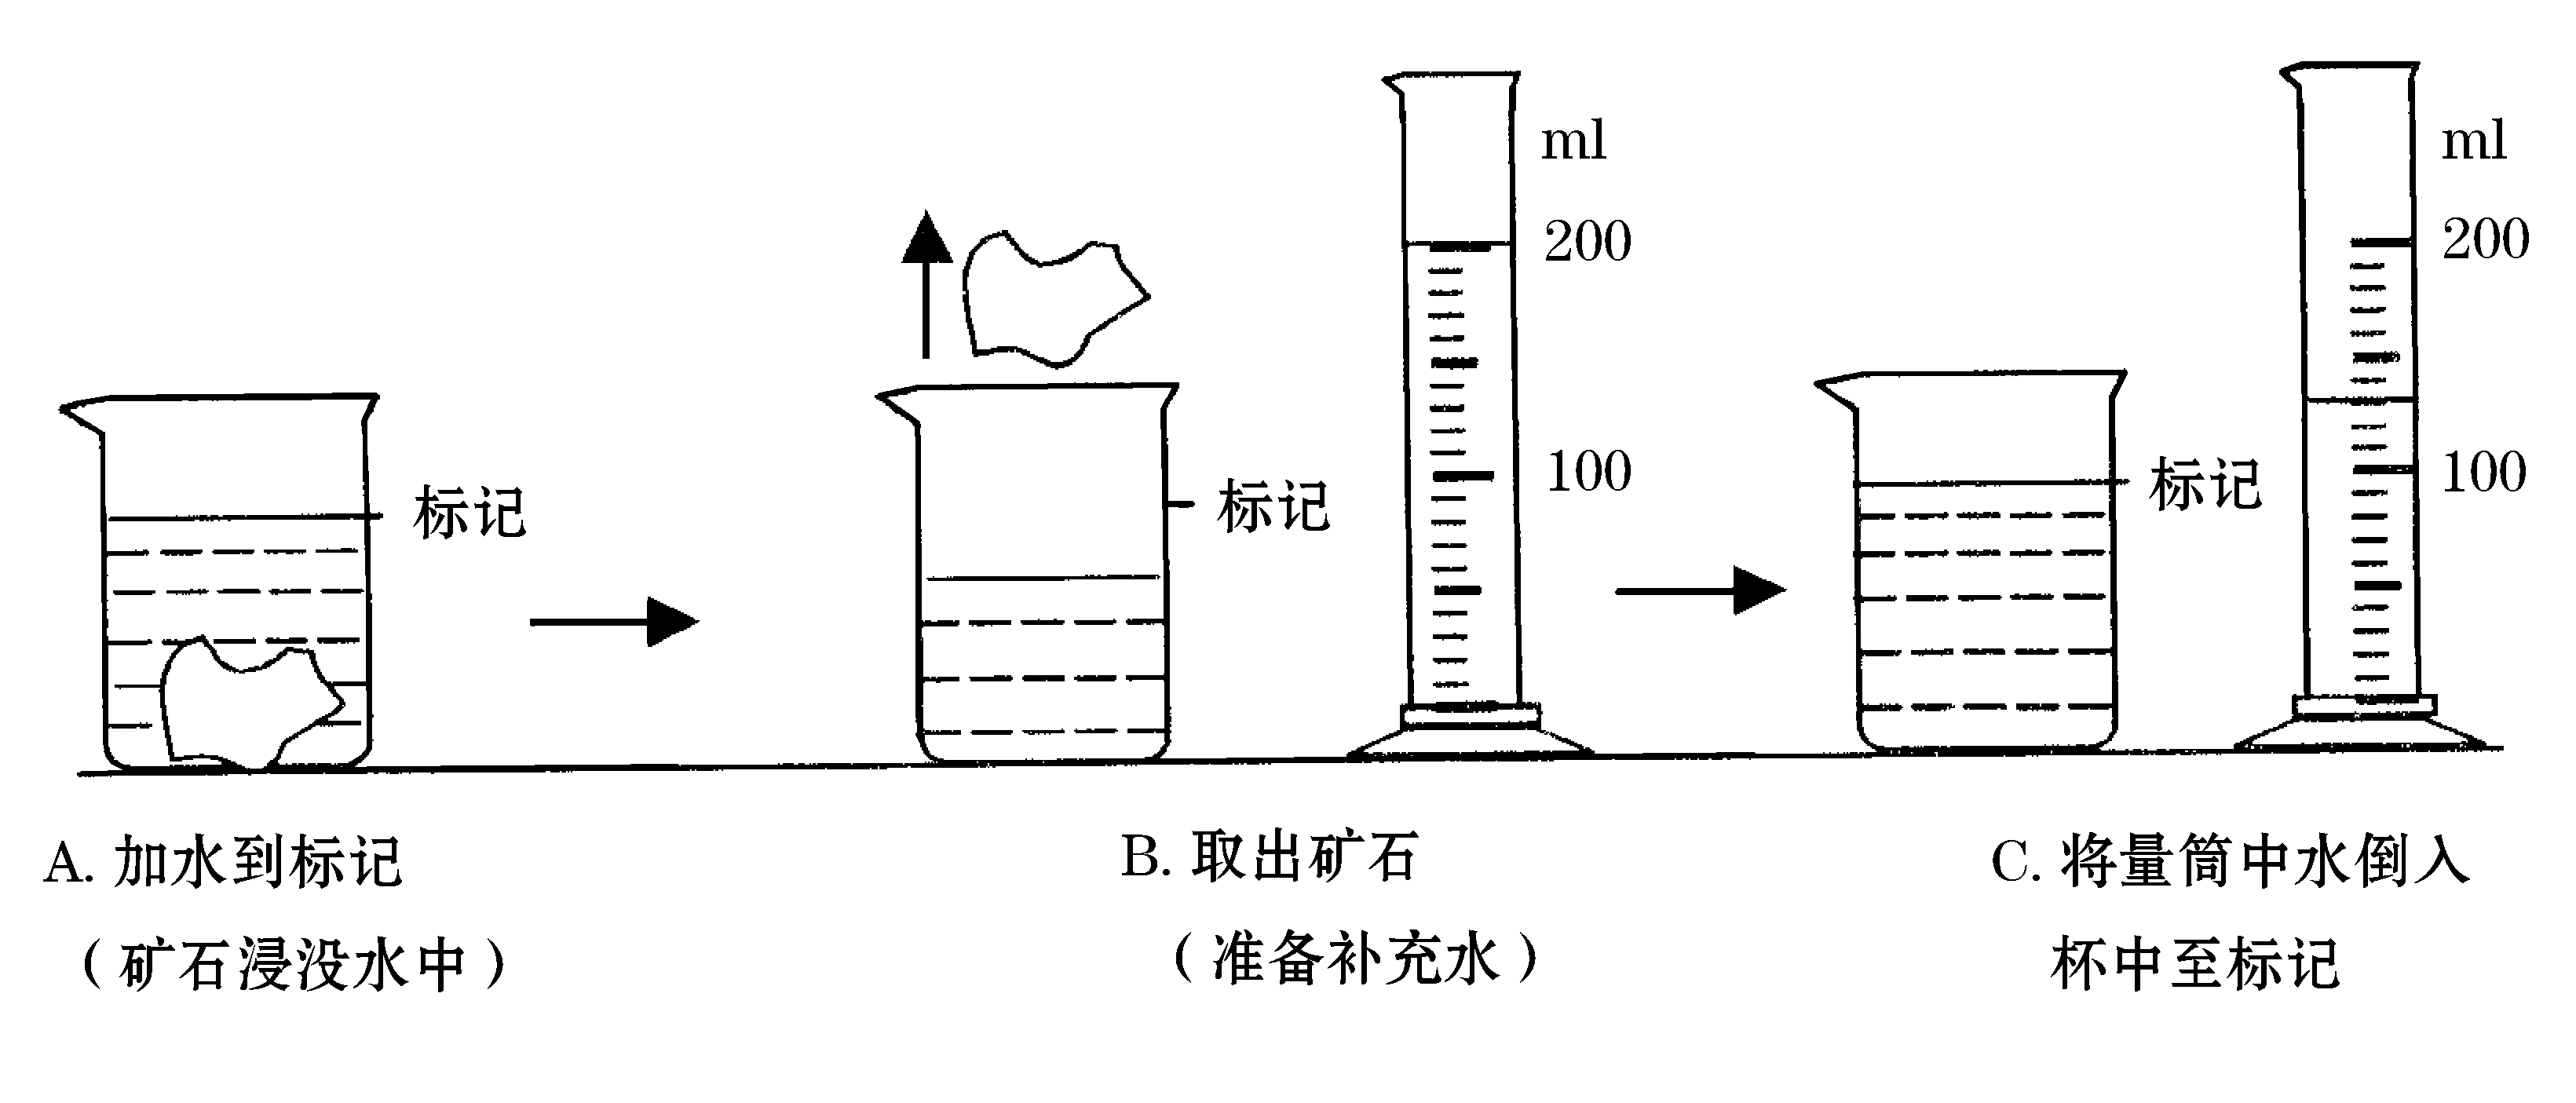 ml
200
100
标记
标记
ml
200
100
标记
A. 加水到标记
（矿石浸没水中）
B. 取出矿石
（准备补充水）
C. 将量筒中水倒入
杯中至标记